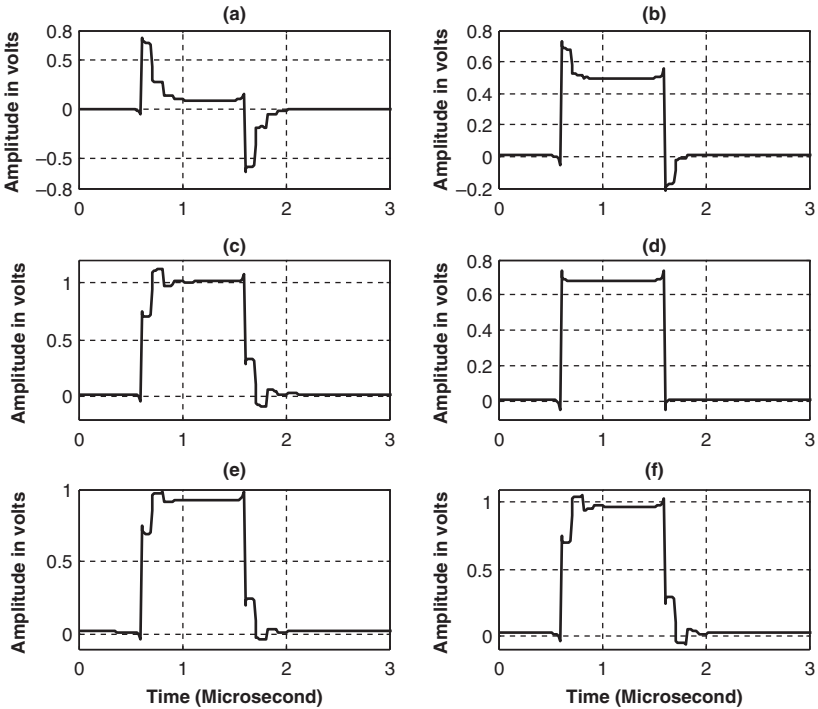 (a)
Amplitude in volts
0.8
0.5
0
−0.5
−0.8
0 1 2 3
(b)
Amplitude in volts
0.8
0.6
0.4
0.2
0
−0.2
0 1 2 3
(c)
Amplitude in volts
1
0.5
0
0 1 2 3
(d)
Amplitude in volts
0.8
0.6
0.4
0.2
0
0 1 2 3
(e)
Amplitude in volts
1
0.5
0
0 1 2 3
Time (Microsecond)
(f)
Amplitude in volts
1
0.5
0
0 1 2 3
Time (Microsecond)